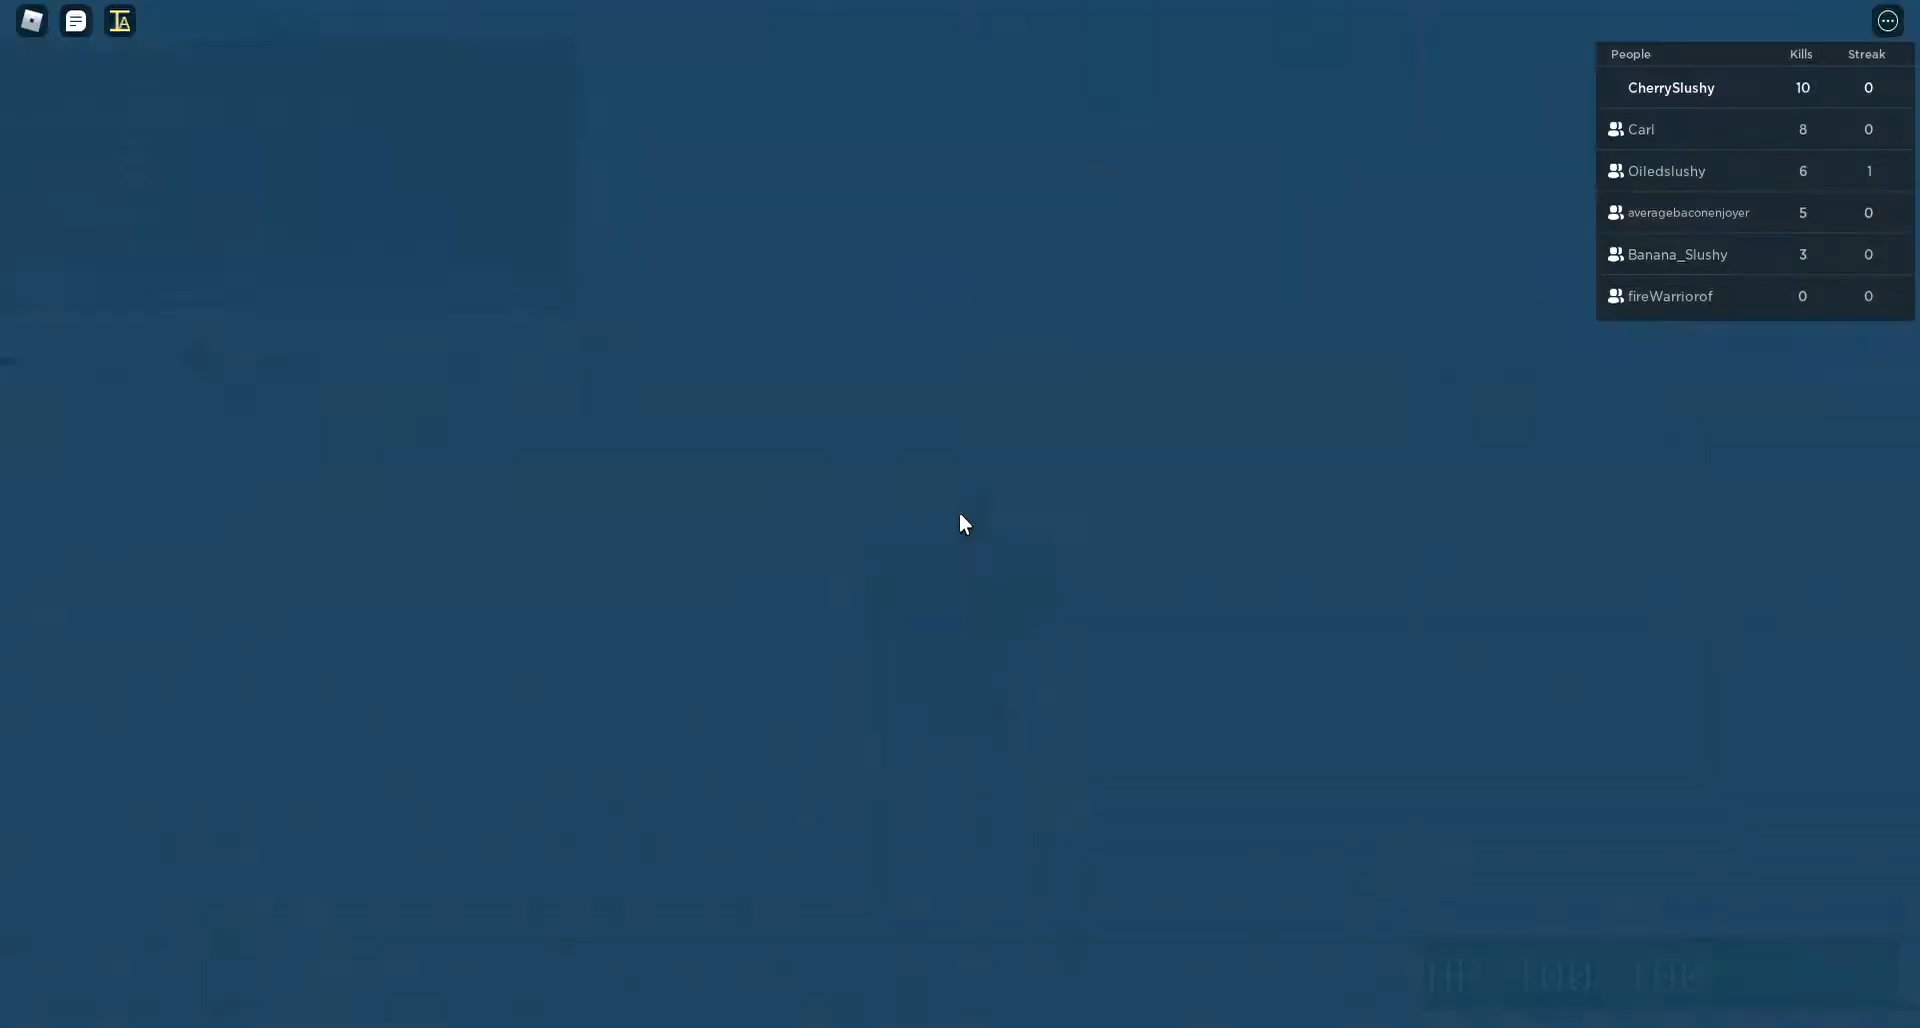 People Kills Streak
CherrySlushy 10 0
Carl 8 0
Oiledslushy 6 1
averagebaconenjoyer 5 0
Banana_Slushy 3 0
fireWarriorof 0 0